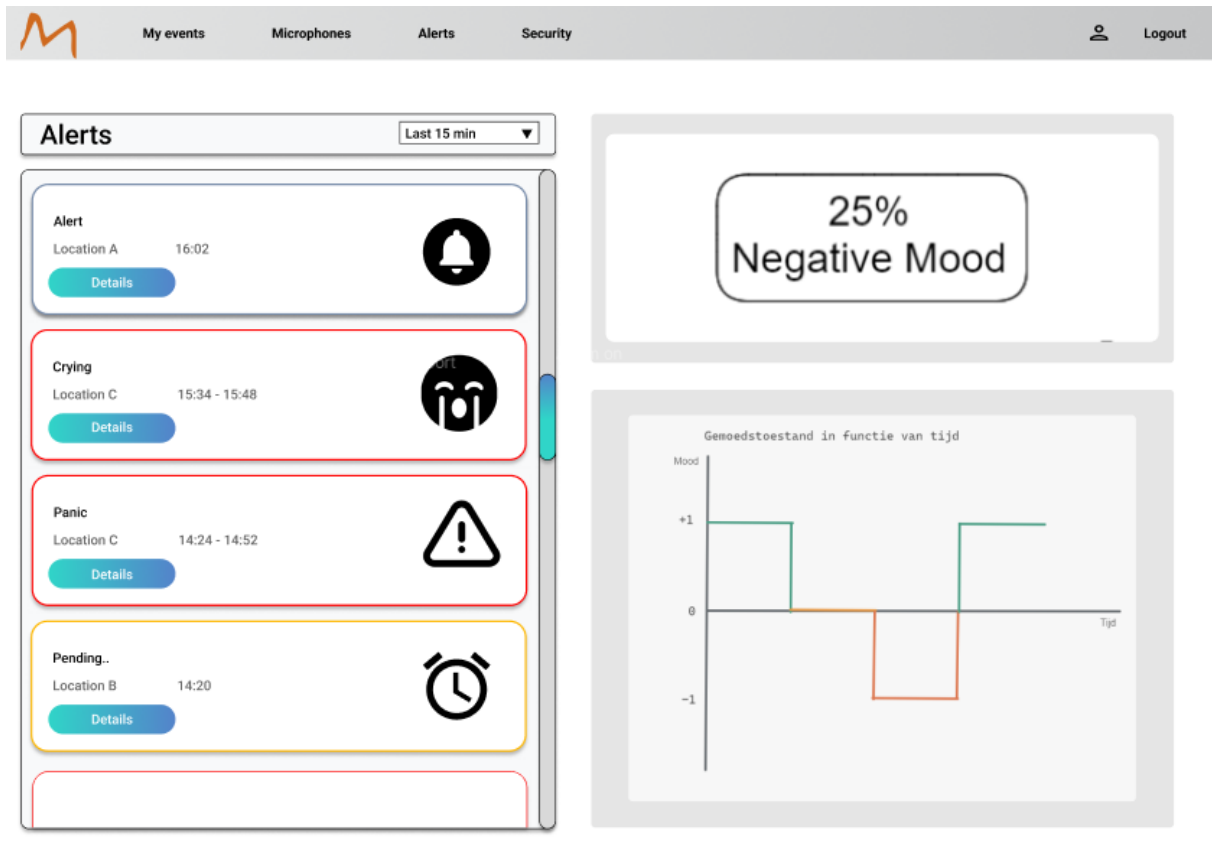 My events Microphones Alerts Security Logout
Alerts Last 15 min
Alert
Location A 16:02
Details
Crying
Location C 15:34 - 15:48
Details
Panic
Location C 14:24 - 14:52
Details
Pending..
Location B 14:20
Details
25%
Negative Mood
Gemoedstoestand in functie van tijd
Mood
+1
0
Tijd
-1